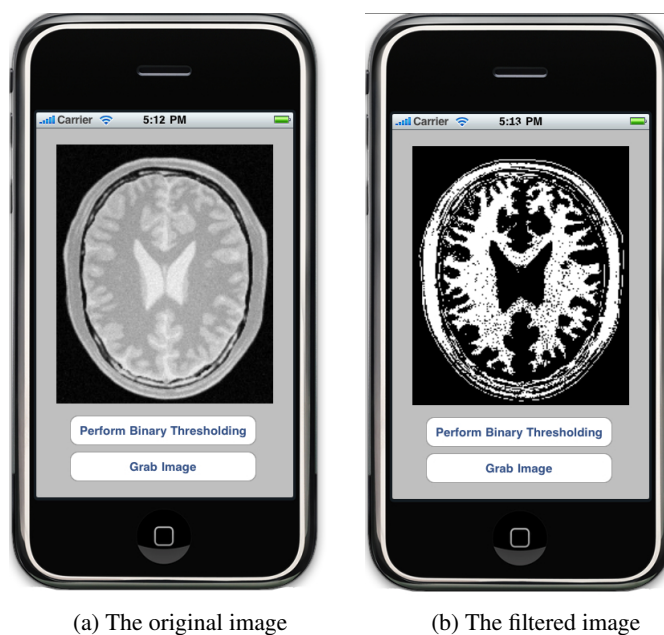 Carrier 5:12 PM
Perform Binary Thresholding
Grab Image
(a) The original image
Carrier 5:13 PM
Perform Binary Thresholding
Grab Image
(b) The filtered image